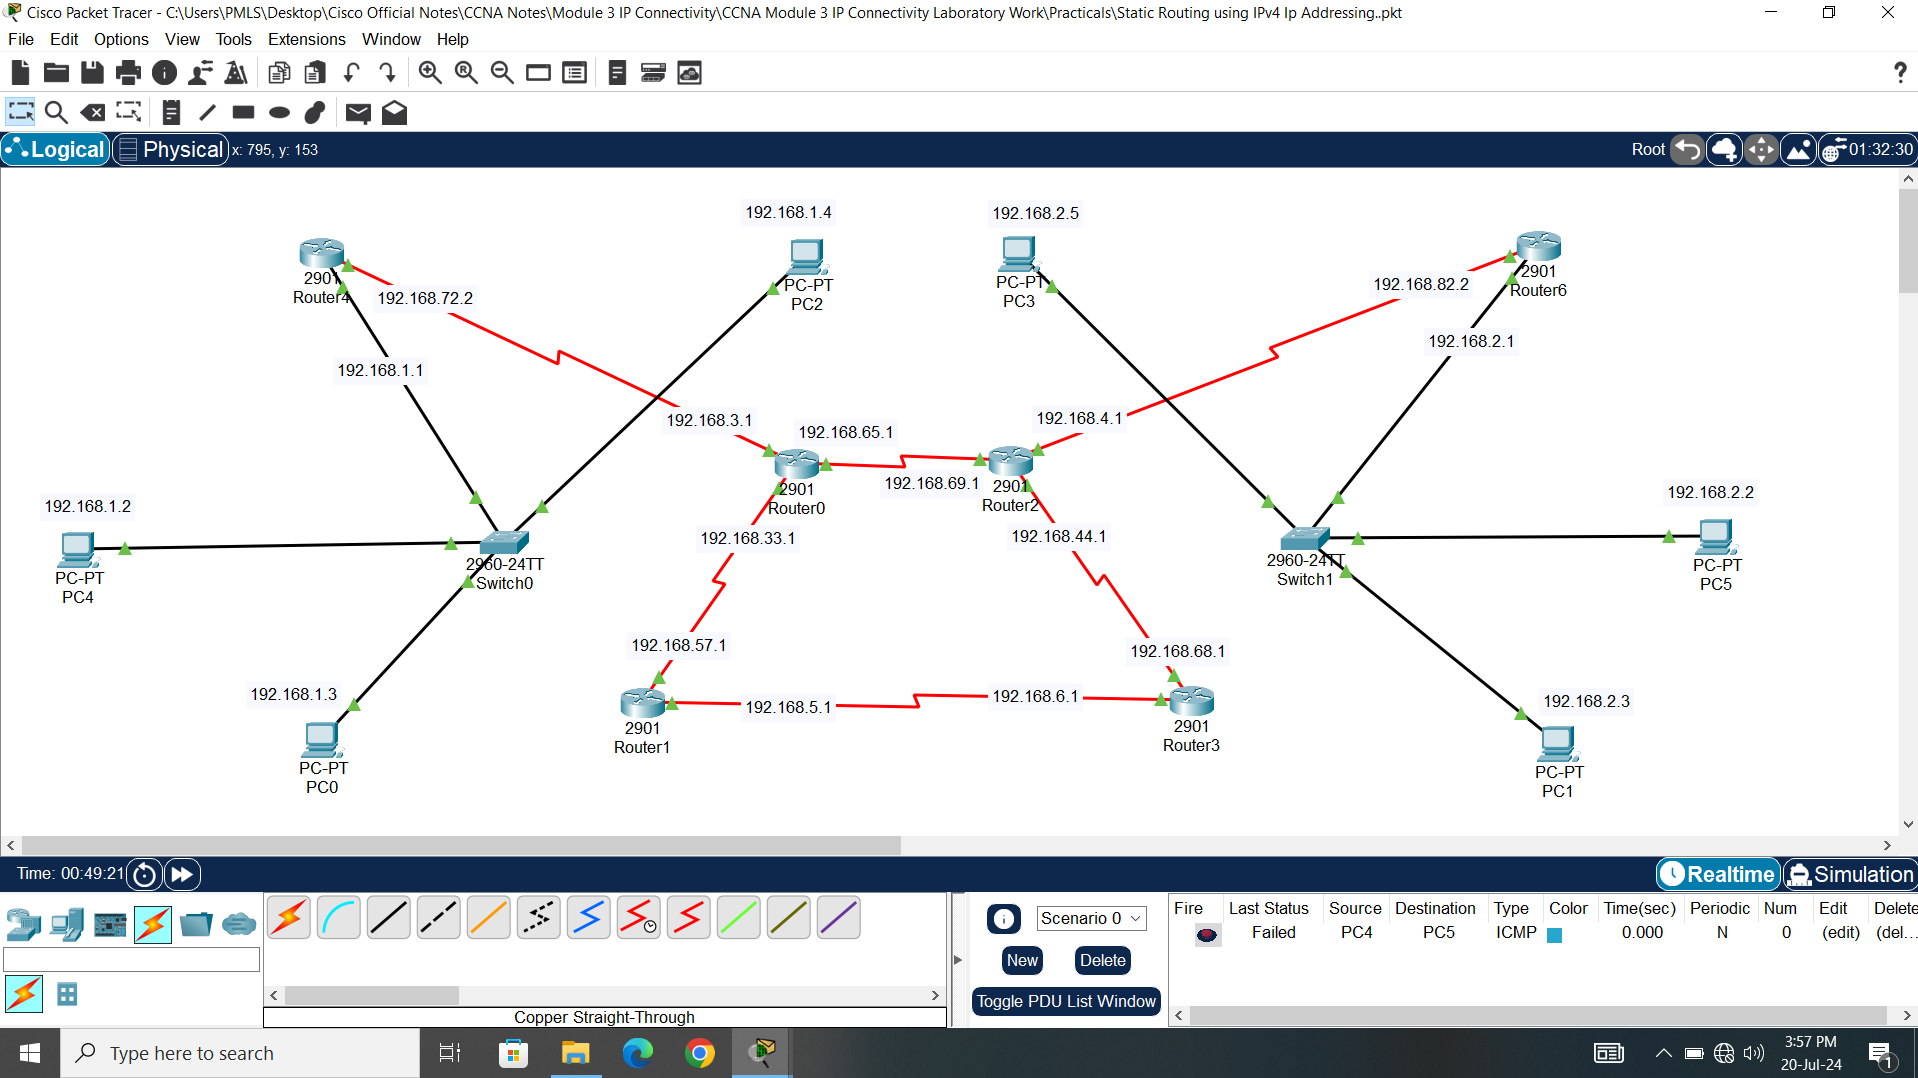 Cisco Packet Tracer - C:\Users\PMLS\Desktop\Cisco Official Notes\CCNA Notes\Module 3 IP Connectivity\CCNA Module 3 IP Connectivity Laboratory Work\Practicals\Static Routing using IPv4 Ip Addressing..pkt
File Edit Options View Tools Extensions Window Help
?
Logical Physical x: 795, y: 153 Root 01:32:30
192.168.1.4 192.168.2.5
2901 Router4
192.168.72.2
PC-PT PC2
PC-PT PC3
192.168.82.2
2901 Router6
192.168.1.1
192.168.2.1
192.168.3.1
192.168.65.1
192.168.4.1
192.168.69.1
2901 Router0
2901 Router2
192.168.1.2
192.168.2.2
192.168.33.1
192.168.44.1
PC-PT PC4
2960-24TT Switch0
2960-24TT Switch1
PC-PT PC5
192.168.57.1
192.168.68.1
192.168.1.3
192.168.5.1
192.168.6.1
192.168.2.3
2901 Router1
2901 Router3
PC-PT PC0
PC-PT PC1
Time: 00:49:21 Realtime Simulation
Scenario 0
New Delete
Toggle PDU List Window
Fire Last Status Source Destination Type Color Time(sec) Periodic Num Edit Delete
Failed PC4 PC5 ICMP 0.000 N 0 (edit) (del...
Copper Straight-Through
Type here to search
3:57 PM
20-Jul-24
1